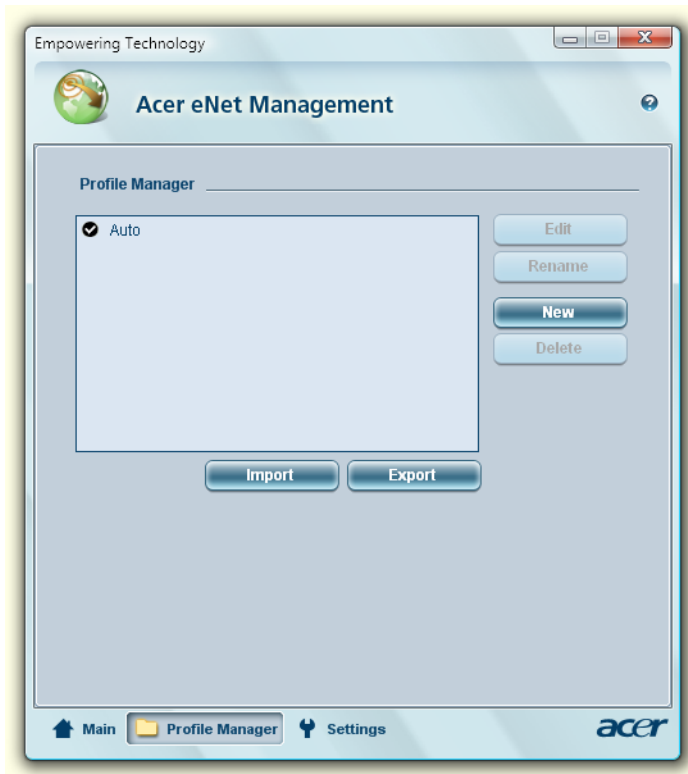 Empowering Technology
Acer eNet Management
Profile Manager
Auto
Edit
Rename
New
Delete
Import Export
Main Profile Manager Settings acer